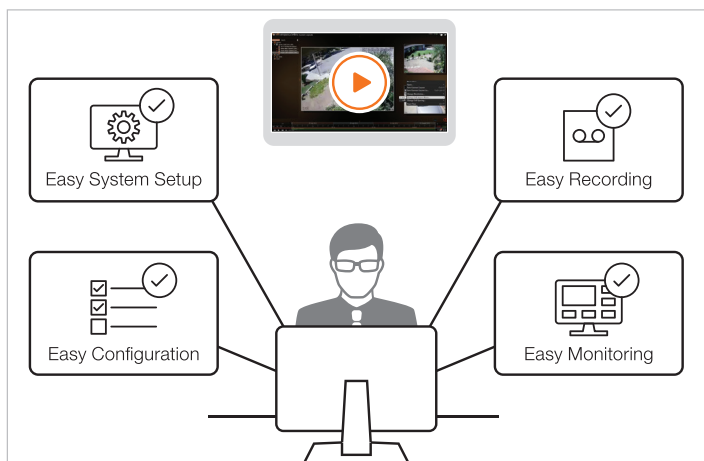 Easy System Setup
Easy Recording
Easy Configuration
Easy Monitoring